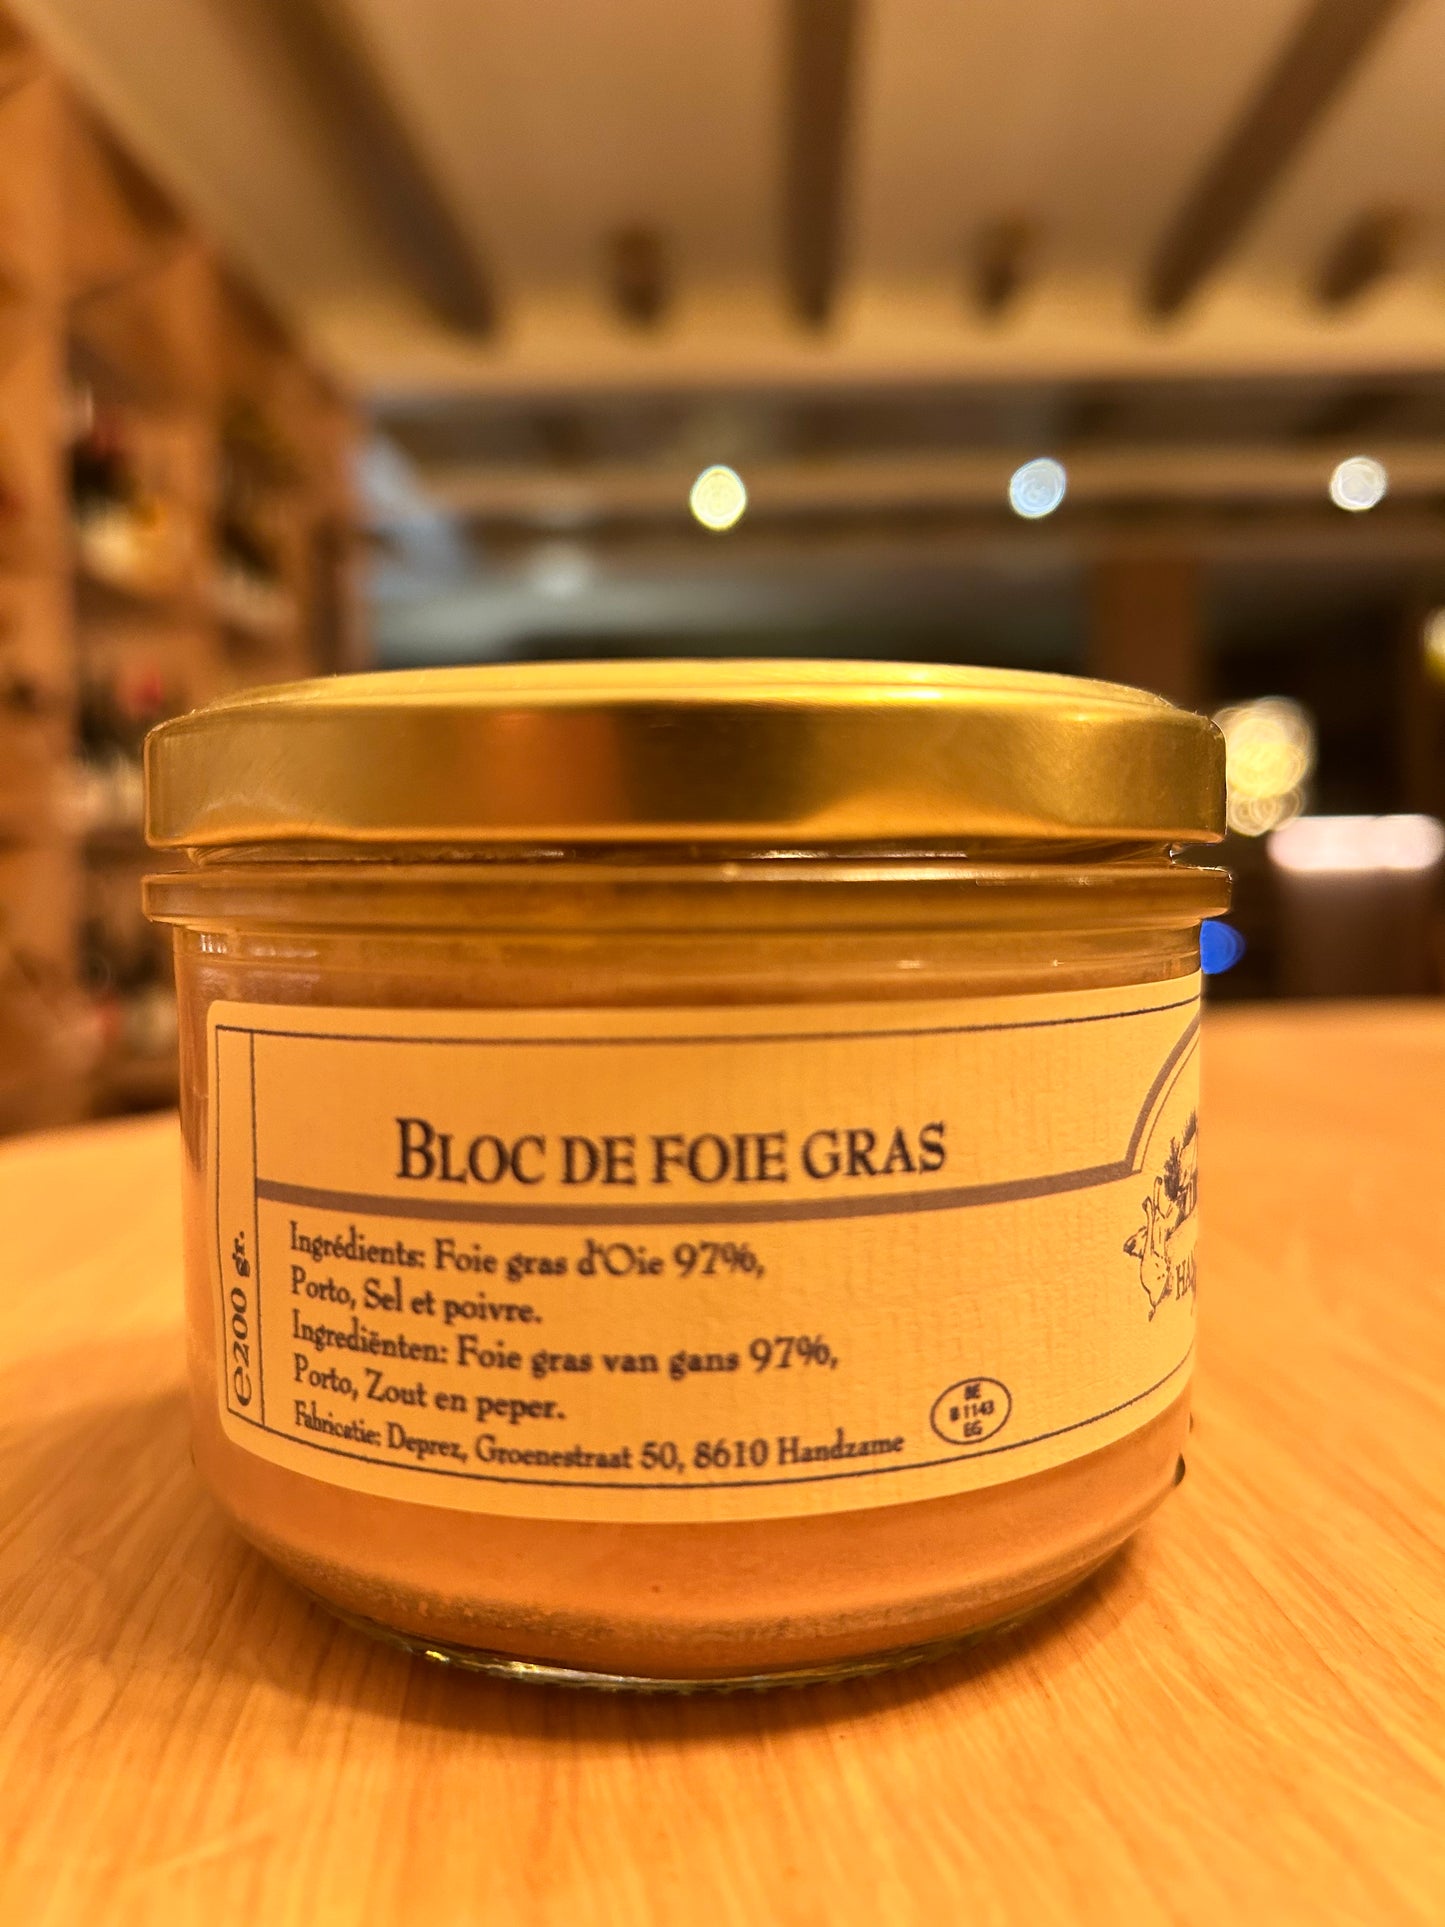 BLOC DE FOIE GRAS
Ingrédients: Foie gras d'Oie 97%,
Porto, Sel et poivre.
Ingrediënten: Foie gras van gans 97%,
Porto, Zout en peper.
Fabricatie: Deprez, Groenestraat 50, 8610 Handzame
BE
B 1143
EG
℮200 gr.